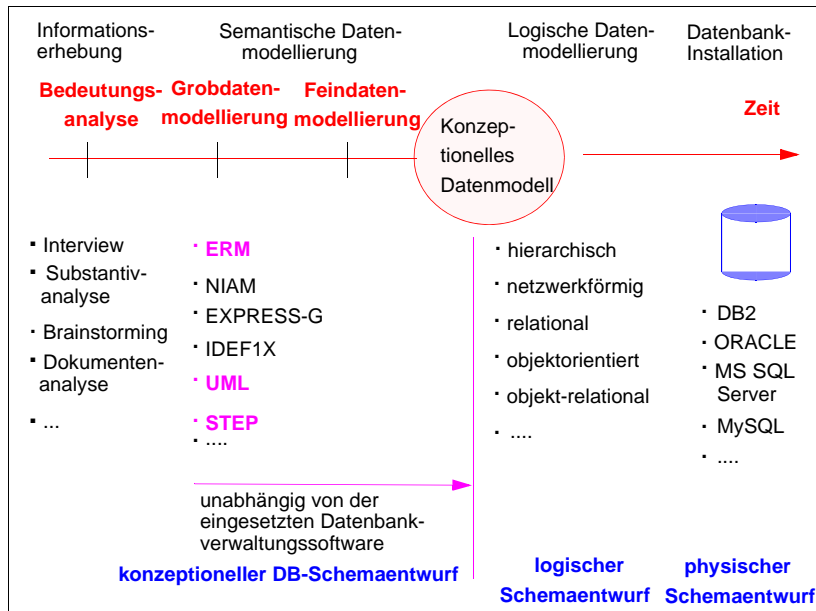 Informations-
erhebung
Semantische Daten-
modellierung
Logische Daten-
modellierung
Datenbank-
Installation
Bedeutungs-
analyse
Grobdaten-
modellierung
Feindaten-
modellierung
Konzep-
tionelles
Datenmodell
Zeit
▪ Interview
▪ Substantiv-
analyse
▪ Brainstorming
▪ Dokumenten-
analyse
▪ ...
· ERM
· NIAM
· EXPRESS-G
· IDEF1X
· UML
· STEP
▪ ....
▪ hierarchisch
▪ netzwerkförmig
▪ relational
▪ objektorientiert
▪ objekt-relational
▪ ....
▪ DB2
▪ ORACLE
▪ MS SQL
Server
▪ MySQL
▪ ....
unabhängig von der
eingesetzten Datenbank-
verwaltungssoftware
konzeptioneller DB-Schemaentwurf
logischer
Schemaentwurf
physischer
Schemaentwurf